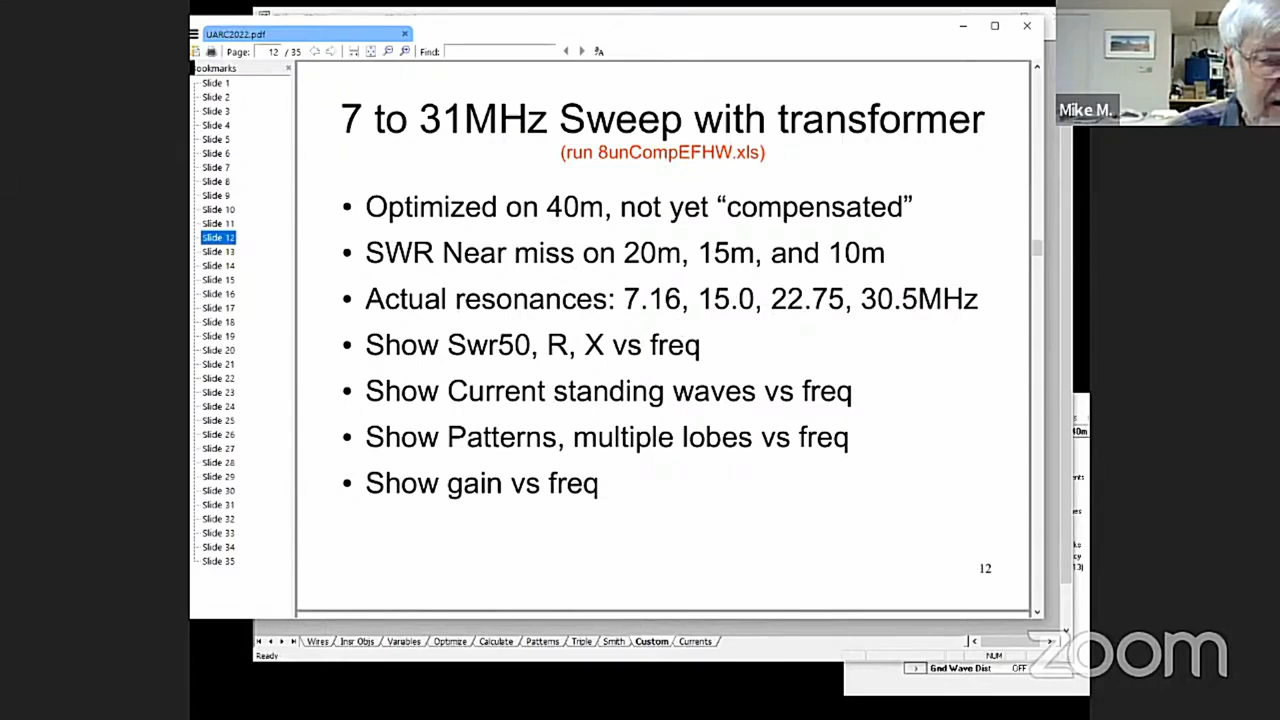 UARC2022.pdf
Page: 12 / 35 Find:
ookmarks
Slide 1
Slide 2
Slide 3
Slide 4
Slide 5
Slide 6
Slide 7
Slide 8
Slide 9
Slide 10
Slide 11
Slide 12
Slide 13
Slide 14
Slide 15
Slide 16
Slide 17
Slide 18
Slide 19
Slide 20
Slide 21
Slide 22
Slide 23
Slide 24
Slide 25
Slide 26
Slide 27
Slide 28
Slide 29
Slide 30
Slide 31
Slide 32
Slide 33
Slide 34
Slide 35
7 to 31MHz Sweep with transformer
(run 8unCompEFHW.xls)
• Optimized on 40m, not yet “compensated”
• SWR Near miss on 20m, 15m, and 10m
• Actual resonances: 7.16, 15.0, 22.75, 30.5MHz
• Show Swr50, R, X vs freq
• Show Current standing waves vs freq
• Show Patterns, multiple lobes vs freq
• Show gain vs freq
12
Mike M.
Wires Insr Objs Variables Optimize Calculate Patterns Triple Smith Custom Currents
Ready NUM
Gnd Wave Dist OFF
zoom